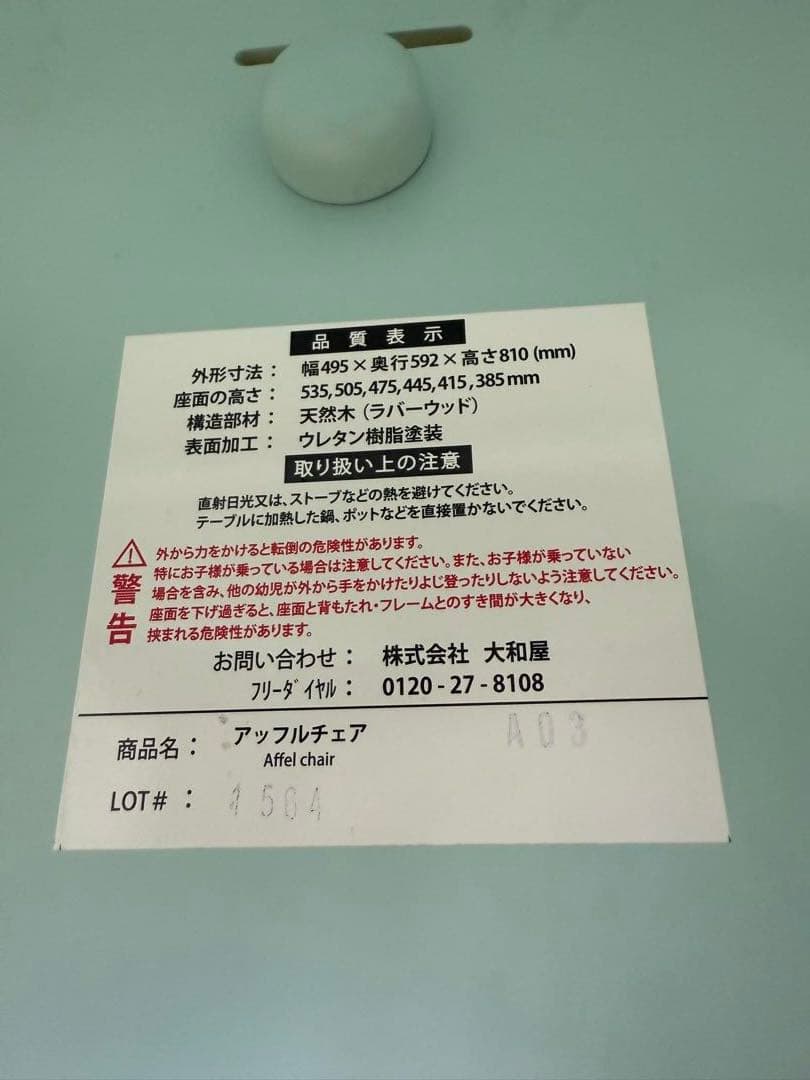 品質表示
外形寸法： 幅495×奥行592×高さ810 (mm)
座面の高さ： 535,505,475,445,415,385mm
構造部材： 天然木（ラバーウッド）
表面加工： ウレタン樹脂塗装
取り扱い上の注意
直射日光又は、ストーブなどの熱を避けてください。
テーブルに加熱した鍋、ポットなどを直接置かないでください。
警告
外から力をかけると転倒の危険性があります。
特にお子様が乗っている場合は注意してください。また、お子様が乗っていない
場合を含み、他の幼児が外から手をかけたりよじ登ったりしないよう注意してください。
座面を下げ過ぎると、座面と背もたれ・フレームとのすき間が大きくなり、
挟まれる危険性があります。
お問い合わせ： 株式会社 大和屋
ﾌﾘｰﾀﾞｲﾔﾙ： 0120-27-8108
商品名： アッフルチェア A03
Affel chair
LOT#： 1504